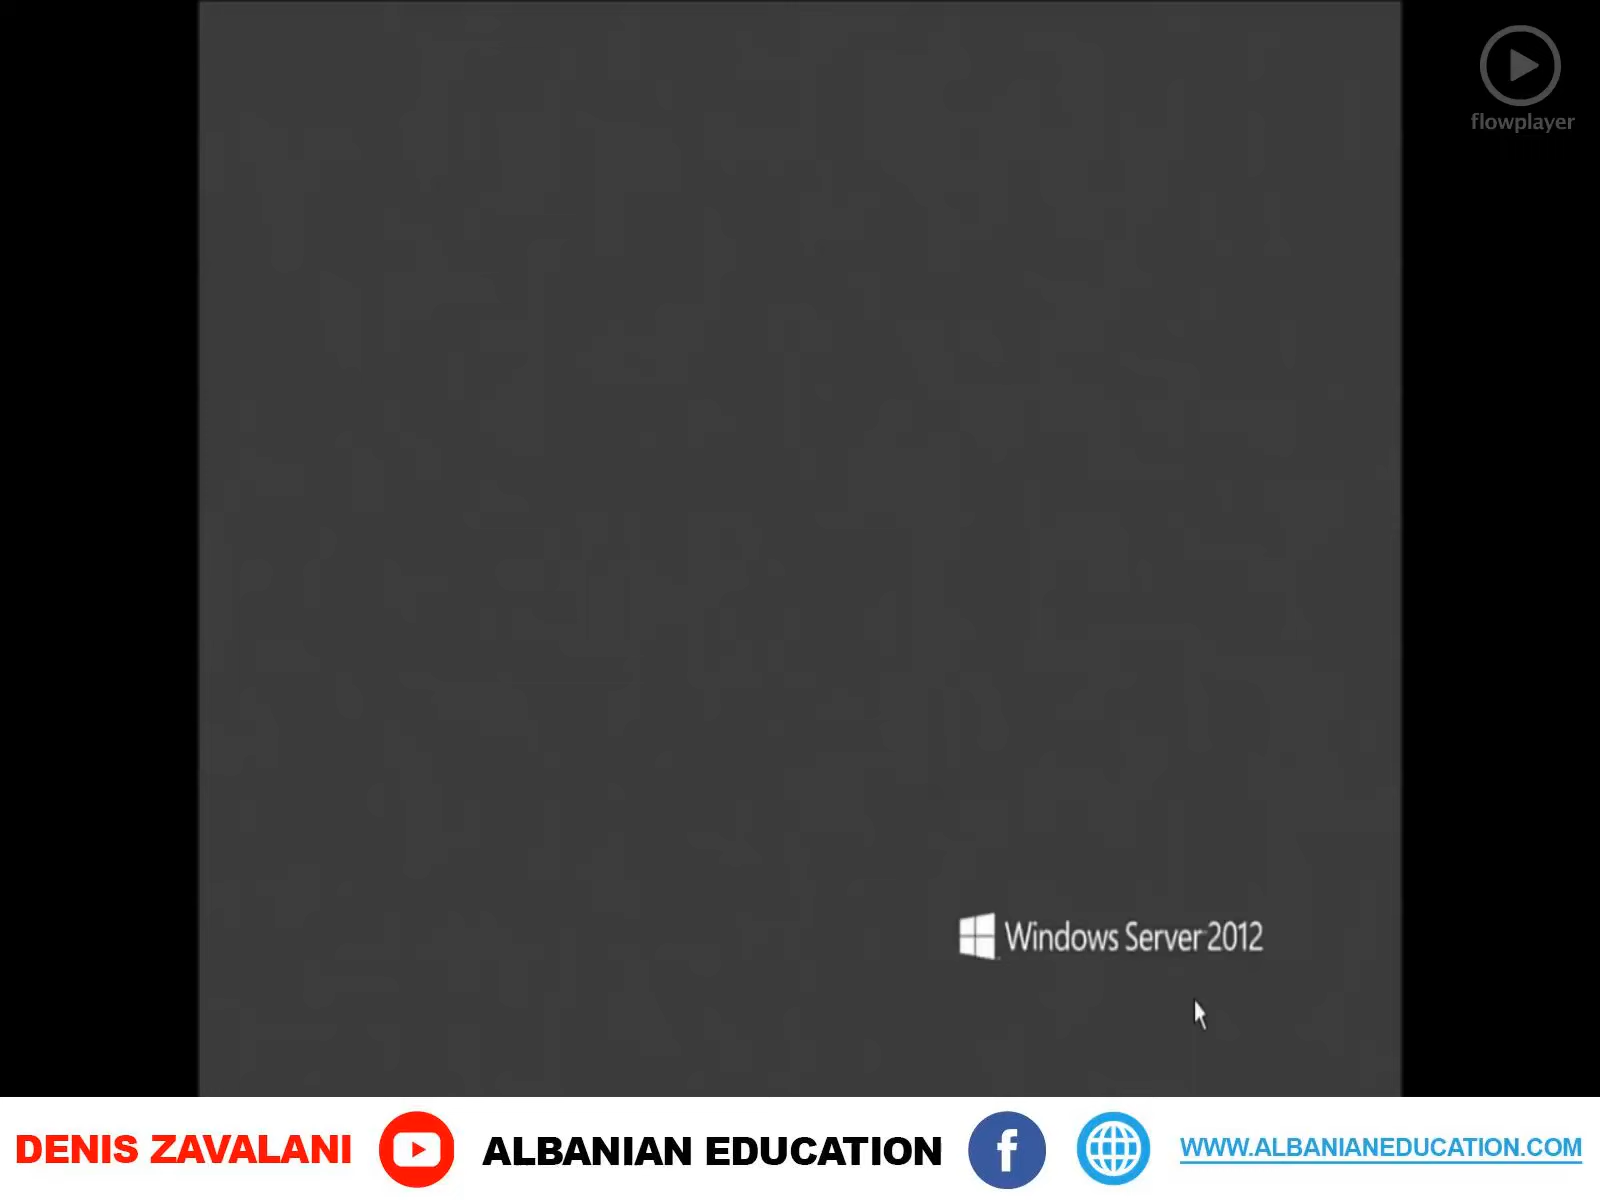 flowplayer
Windows Server 2012
DENIS ZAVALANI
ALBANIAN EDUCATION
WWW.ALBANIANEDUCATION.COM